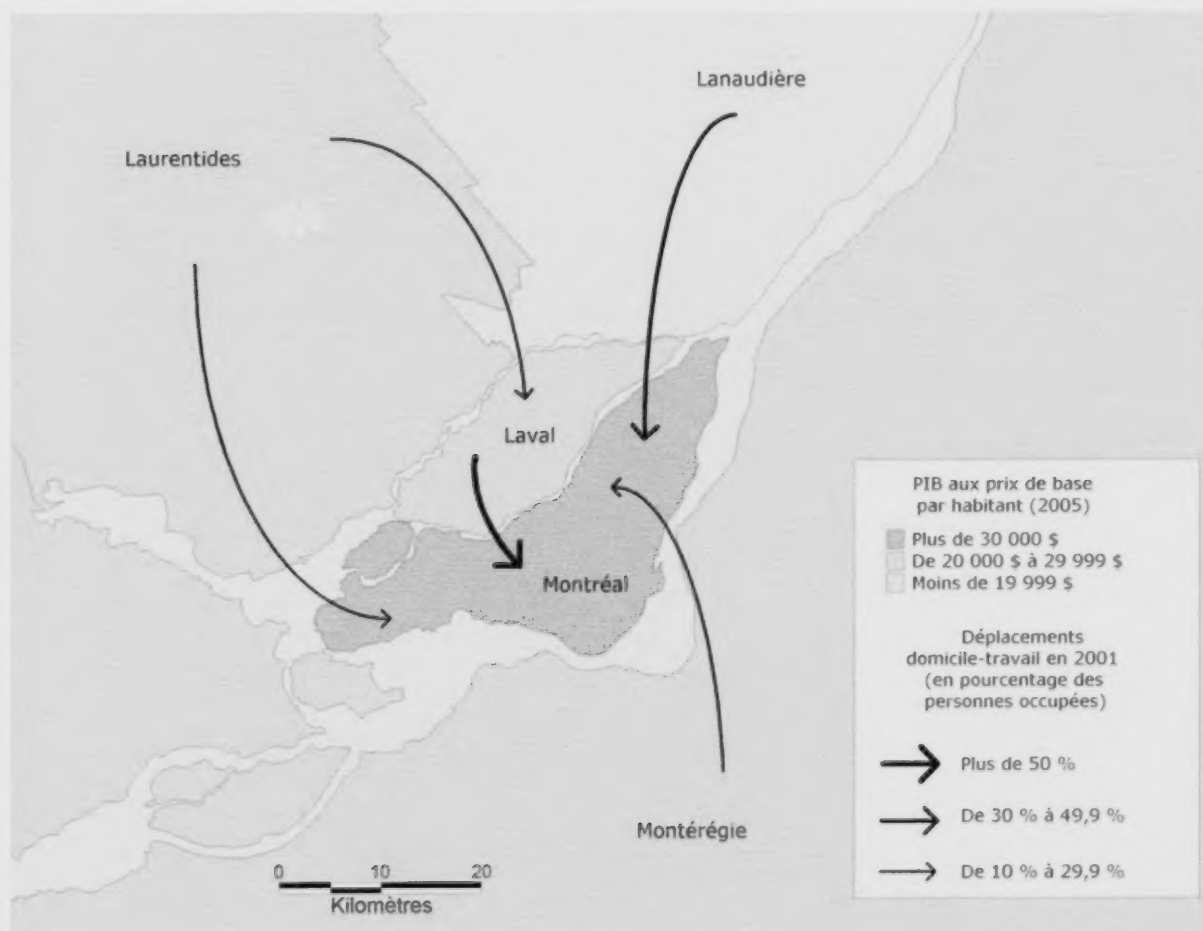 Lanaudière
Laurentides
Laval
Montréal
Montérégie
0 10 20
Kilomètres
PIB aux prix de base
par habitant (2005)
Plus de 30 000 $
De 20 000 $ à 29 999 $
Moins de 19 999 $
Déplacements
domicile-travail en 2001
(en pourcentage des
personnes occupées)
Plus de 50 %
De 30 % à 49,9 %
De 10 % à 29,9 %